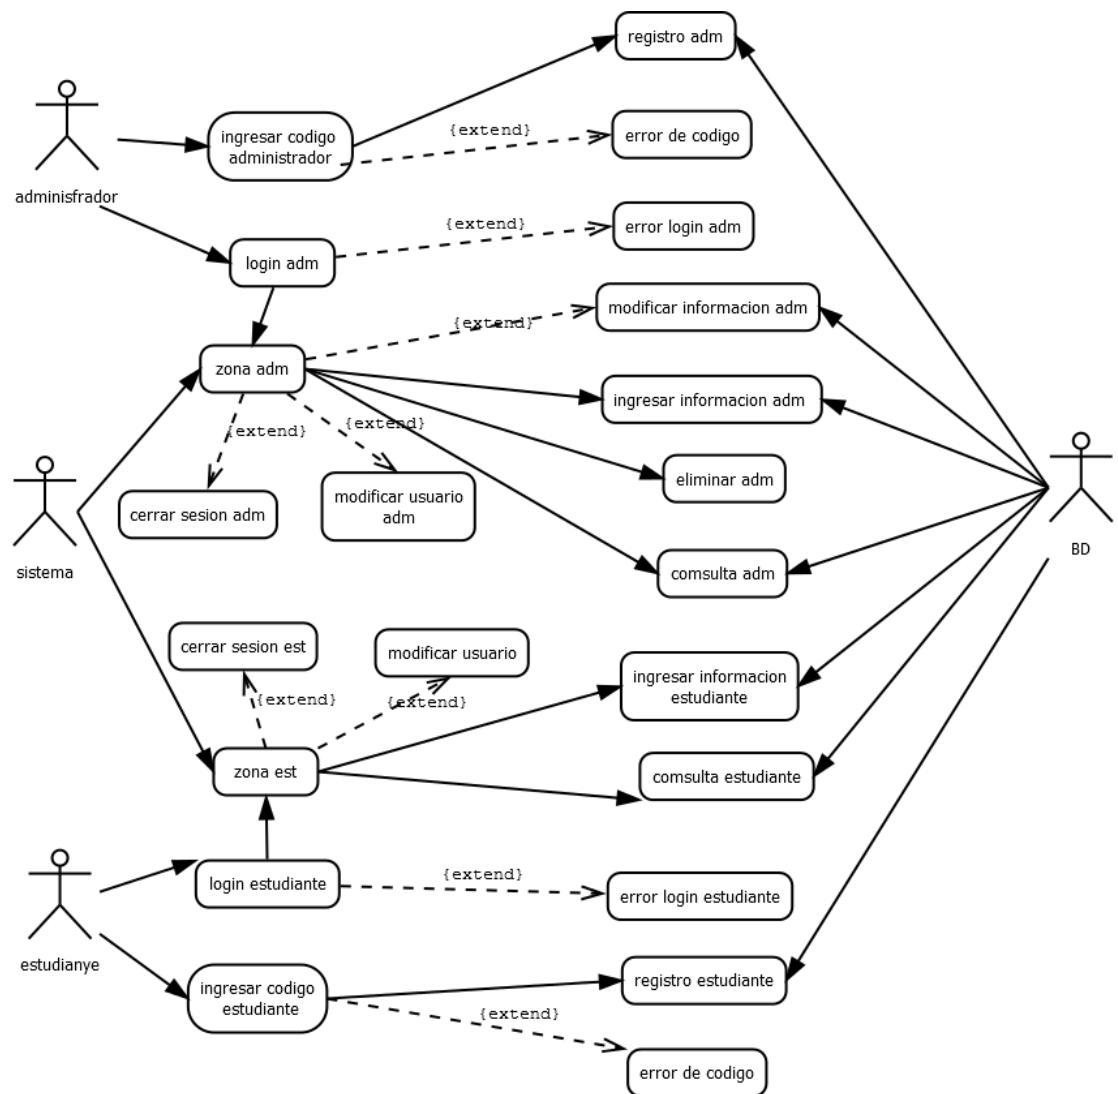 registro adm
ingresar codigo
administrador
{extend}
error de codigo
adminisfrador
{extend}
error login adm
login adm
modificar informacion adm
{extend}
zona adm
ingresar informacion adm
{extend}
{extend}
eliminar adm
cerrar sesion adm
modificar usuario
adm
sistema
BD
comsulta adm
cerrar sesion est
modificar usuario
ingresar informacion
estudiante
{extend}
{extend}
zona est
comsulta estudiante
login estudiante
{extend}
error login estudiante
estudianye
ingresar codigo
estudiante
registro estudiante
{extend}
error de codigo